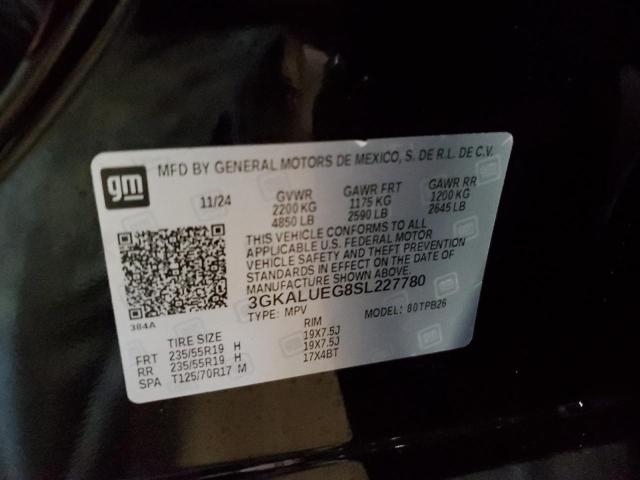 gm
MFD BY GENERAL MOTORS DE MEXICO, S. DE R.L. DE C.V.
11/24 GVWR GAWR FRT GAWR RR
2200 KG 1175 KG 1200 KG
4850 LB 2590 LB 2645 LB
THIS VEHICLE CONFORMS TO ALL
APPLICABLE U.S. FEDERAL MOTOR
VEHICLE SAFETY AND THEFT PREVENTION
STANDARDS IN EFFECT ON THE DATE OF
MANUFACTURE SHOWN ABOVE.
3GKALUEG8SL227780
384A
TYPE: MPV MODEL: 80TPB26
TIRE SIZE RIM
FRT 235/55R19 H 19X7.5J
RR 235/55R19 H 19X7.5J
SPA T125/70R17 M 17X4BT